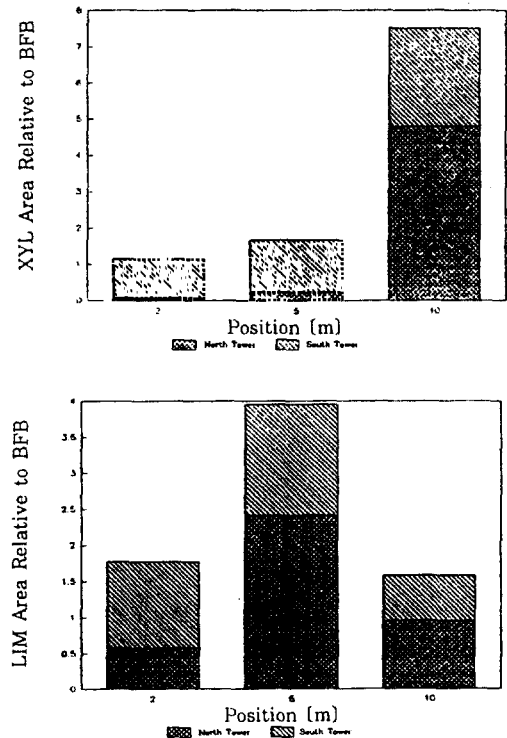 XYL Area Relative to BFB
8
7
6
5
4
3
2
1
0
2 10
Position (m)
North Tower South Tower
LIM Area Relative to BFB
4
3.5
3
2.5
2
1.5
1
0.5
0
2 6 10
Position (m)
North Tower South Tower